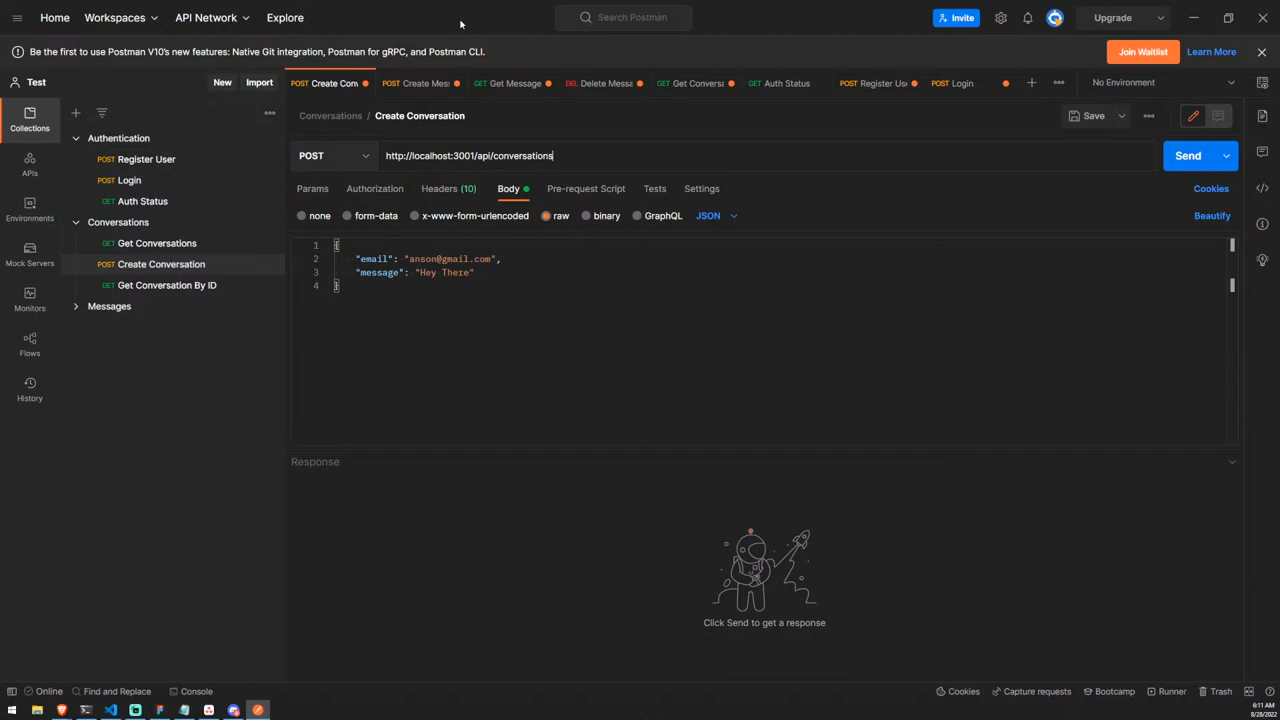 Home Workspaces API Network Explore Search Postman Invite Upgrade
Be the first to use Postman V10's new features: Native Git integration, Postman for gRPC, and Postman CLI. Join Waitlist Learn More
Test New Import POST Create Con POST Create Mes GET Get Message DEL Delete Messa GET Get Conversa GET Auth Status POST Register Us POST Login No Environment
Collections
APIs
Environments
Mock Servers
Monitors
Flows
History
Authentication
POST Register User
POST Login
GET Auth Status
Conversations
GET Get Conversations
POST Create Conversation
GET Get Conversation By ID
Messages
Conversations / Create Conversation Save
POST http://localhost:3001/api/conversations Send
Params Authorization Headers (10) Body Pre-request Script Tests Settings Cookies
none form-data x-www-form-urlencoded raw binary GraphQL JSON Beautify
1 {
2 "email": "anson@gmail.com",
3 "message": "Hey There"
4 }
Response
Click Send to get a response
Online Find and Replace Console Cookies Capture requests Bootcamp Runner Trash
6:11 AM
8/28/2022